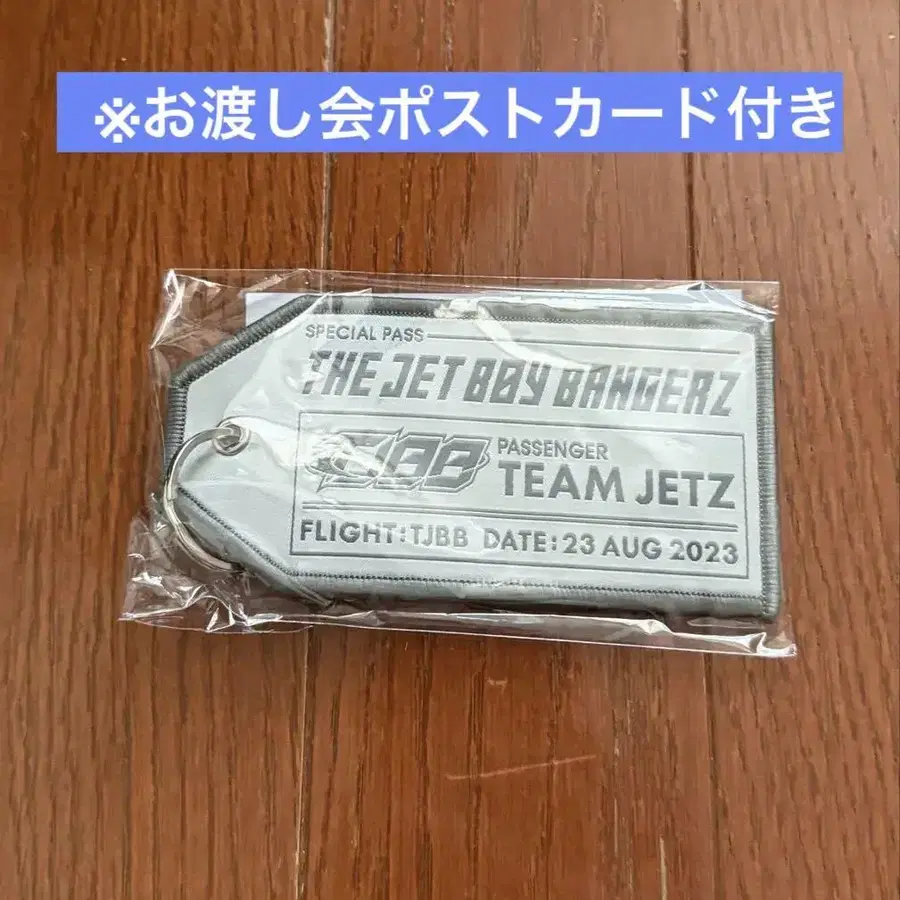 ※お渡し会ポストカード付き
SPECIAL PASS
THE JET BOY BANGERZ
JBB
PASSENGER
TEAM JETZ
FLIGHT:TJBB DATE:23 AUG 2023